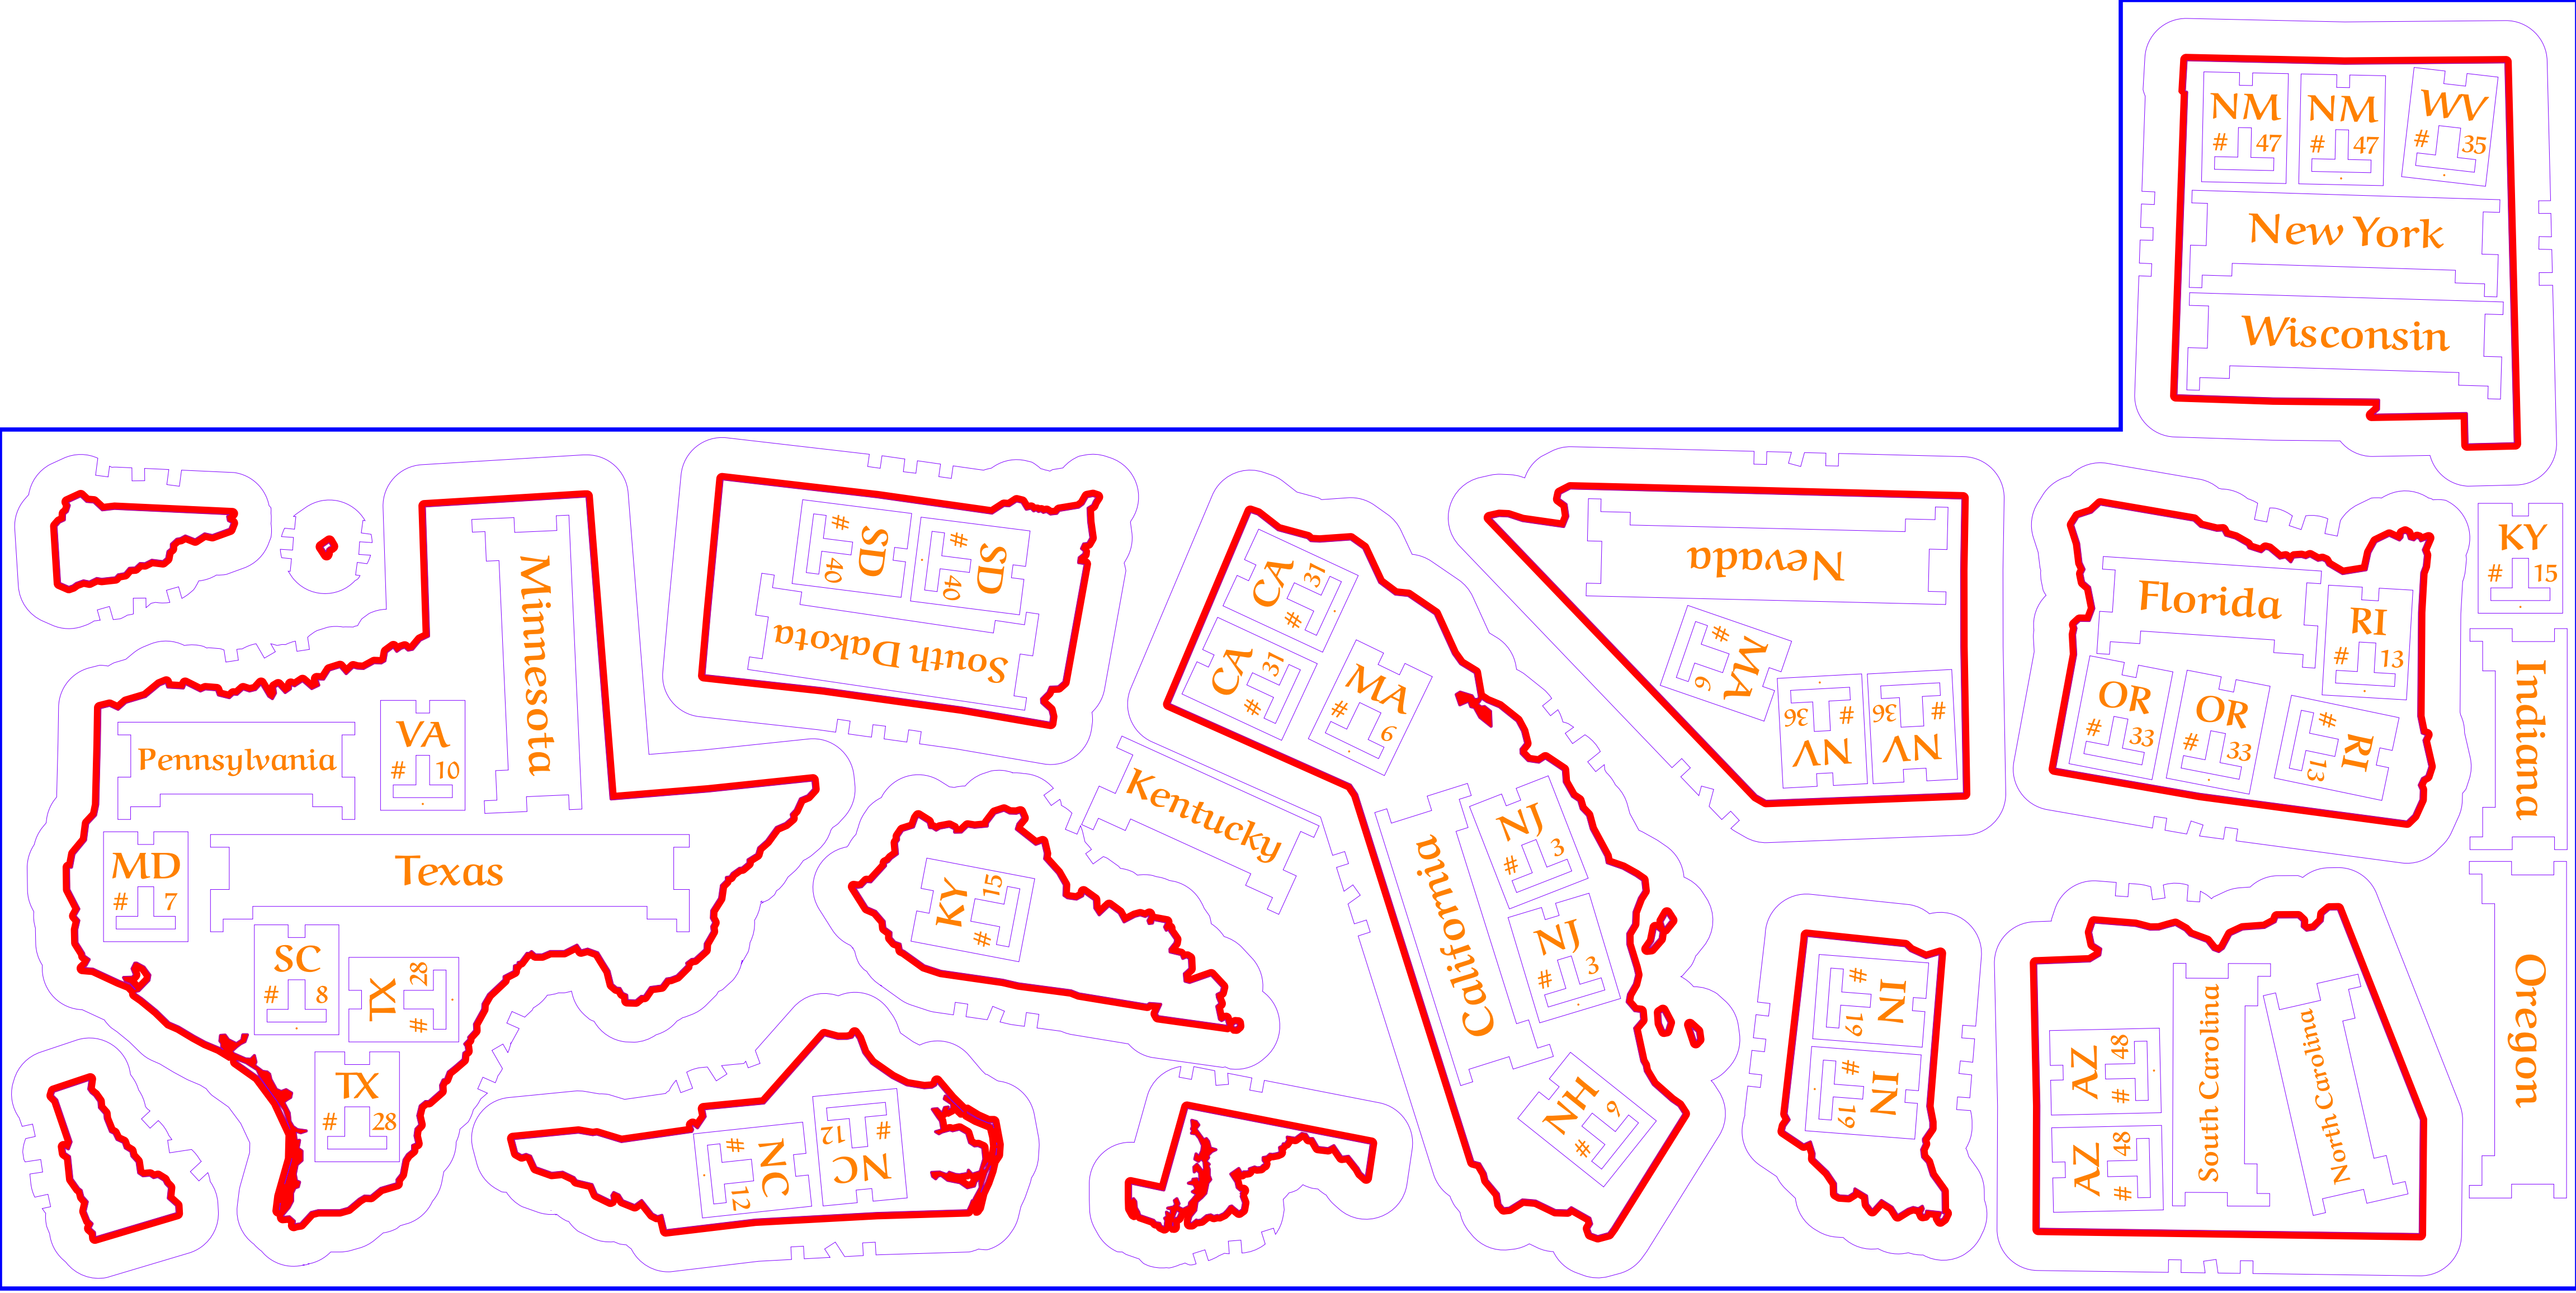 NM
# 47
NM
# 47
WV
# 35
New York
Wisconsin
Minnesota
Pennsylvania
VA
# 10
MD
# 7
Texas
SC
# 8
TX
# 28
TX
# 28
SD
# 40
SD
# 40
South Dakota
KY
# 15
Kentucky
NC
# 12
NC
# 12
CA
# 31
CA
# 31
MA
# 6
California
NJ
# 3
NJ
# 3
NH
# 9
Nevada
MA
# 6
NV
# 36
NV
# 36
IN
# 19
IN
# 19
Florida
RI
# 13
OR
# 33
OR
# 33
RI
# 13
AZ
# 48
AZ
# 48
South Carolina
North Carolina
KY
# 15
Indiana
Oregon